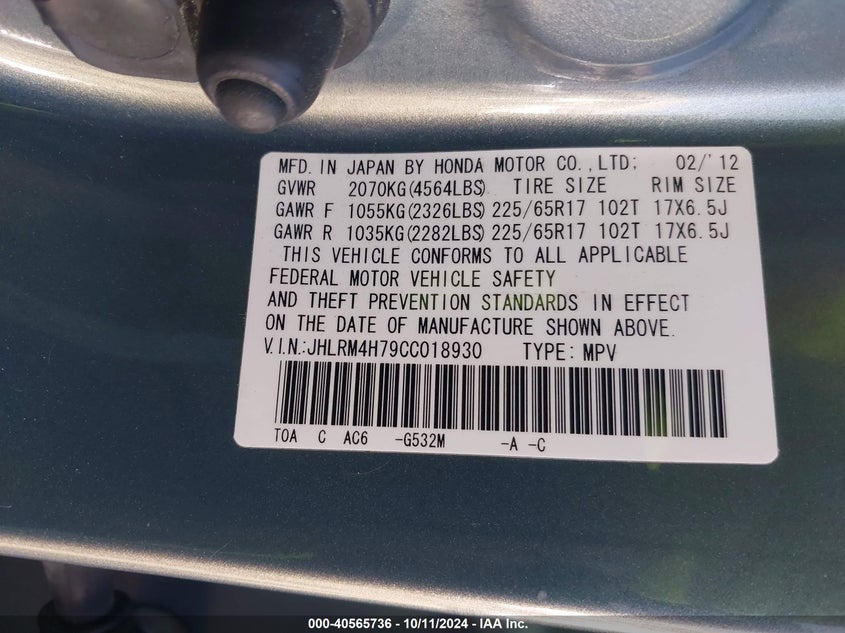 MFD. IN JAPAN BY HONDA MOTOR CO., LTD; 02/'12
GVWR 2070KG(4564LBS) TIRE SIZE RIM SIZE
GAWR F 1055KG(2326LBS) 225/65R17 102T 17X6.5J
GAWR R 1035KG(2282LBS) 225/65R17 102T 17X6.5J
THIS VEHICLE CONFORMS TO ALL APPLICABLE
FEDERAL MOTOR VEHICLE SAFETY
AND THEFT PREVENTION STANDARDS IN EFFECT
ON THE DATE OF MANUFACTURE SHOWN ABOVE.
V.I.N.:JHLRM4H79CC018930 TYPE: MPV
TOA C AC6 -G532M -A -C
000-40565736 - 10/11/2024 - IAA Inc.